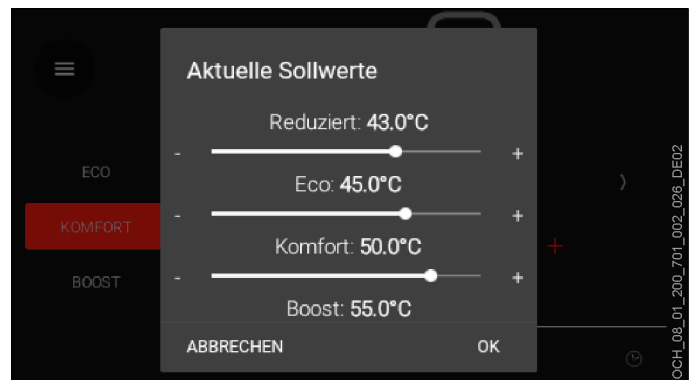 Aktuelle Sollwerte
Reduziert: 43.0°C
- +
Eco: 45.0°C
- +
Komfort: 50.0°C
- +
Boost: 55.0°C
ABBRECHEN OK
ECO
KOMFORT
BOOST
+
OCH_08_01_200_701_002_026_DE02